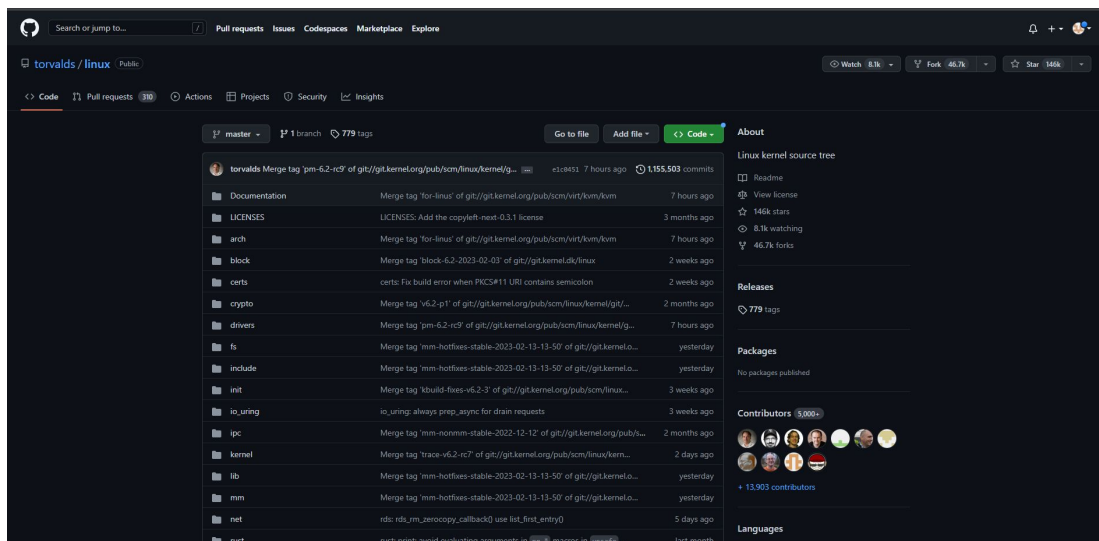 Search or jump to... / Pull requests Issues Codespaces Marketplace Explore
torvalds / linux Public
Watch 8.1k Fork 46.7k Star 146k
Code Pull requests 310 Actions Projects Security Insights
master 1 branch 779 tags Go to file Add file Code
torvalds Merge tag 'pm-6.2-rc9' of git://git.kernel.org/pub/scm/linux/kernel/g... ... e1c0451 7 hours ago 1,155,503 commits
Documentation Merge tag 'for-linus' of git://git.kernel.org/pub/scm/virt/kvm/kvm 7 hours ago
LICENSES LICENSES: Add the copyleft-next-0.3.1 license 3 months ago
arch Merge tag 'for-linus' of git://git.kernel.org/pub/scm/virt/kvm/kvm 7 hours ago
block Merge tag 'block-6.2-2023-02-03' of git://git.kernel.dk/linux 2 weeks ago
certs certs: Fix build error when PKCS#11 URI contains semicolon 2 weeks ago
crypto Merge tag 'v6.2-p1' of git://git.kernel.org/pub/scm/linux/kernel/git/... 2 months ago
drivers Merge tag 'pm-6.2-rc9' of git://git.kernel.org/pub/scm/linux/kernel/g... 7 hours ago
fs Merge tag 'mm-hotfixes-stable-2023-02-13-13-50' of git://git.kernel.o... yesterday
include Merge tag 'mm-hotfixes-stable-2023-02-13-13-50' of git://git.kernel.o... yesterday
init Merge tag 'kbuild-fixes-v6.2-3' of git://git.kernel.org/pub/scm/linux... 3 weeks ago
io_uring io_uring: always prep_async for drain requests 3 weeks ago
ipc Merge tag 'mm-nonmm-stable-2022-12-12' of git://git.kernel.org/pub/s... 2 months ago
kernel Merge tag 'trace-v6.2-rc7' of git://git.kernel.org/pub/scm/linux/kern... 2 days ago
lib Merge tag 'mm-hotfixes-stable-2023-02-13-13-50' of git://git.kernel.o... yesterday
mm Merge tag 'mm-hotfixes-stable-2023-02-13-13-50' of git://git.kernel.o... yesterday
net rds: rds_rm_zerocopy_callback() use list_first_entry() 5 days ago
rust rust: print: avoid evaluating arguments in macros in last month
About
Linux kernel source tree
Readme
View license
146k stars
8.1k watching
46.7k forks
Releases
779 tags
Packages
No packages published
Contributors 5,000+
+ 13,903 contributors
Languages